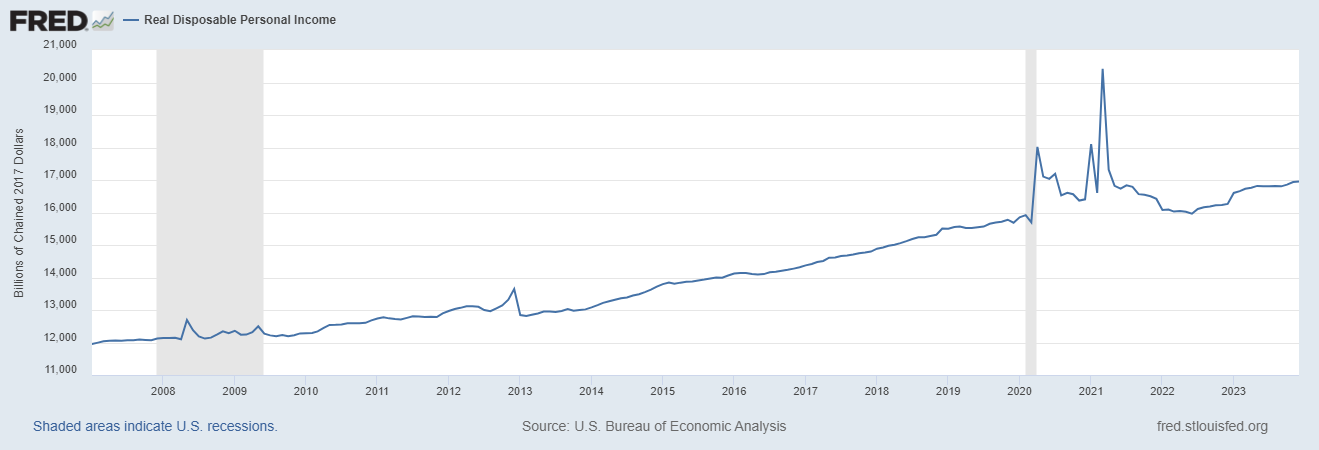 FRED
Real Disposable Personal Income
21,000
20,000
19,000
18,000
17,000
16,000
15,000
14,000
13,000
12,000
11,000
Billions of Chained 2017 Dollars
2008 2009 2010 2011 2012 2013 2014 2015 2016 2017 2018 2019 2020 2021 2022 2023
Shaded areas indicate U.S. recessions.
Source: U.S. Bureau of Economic Analysis
fred.stlouisfed.org